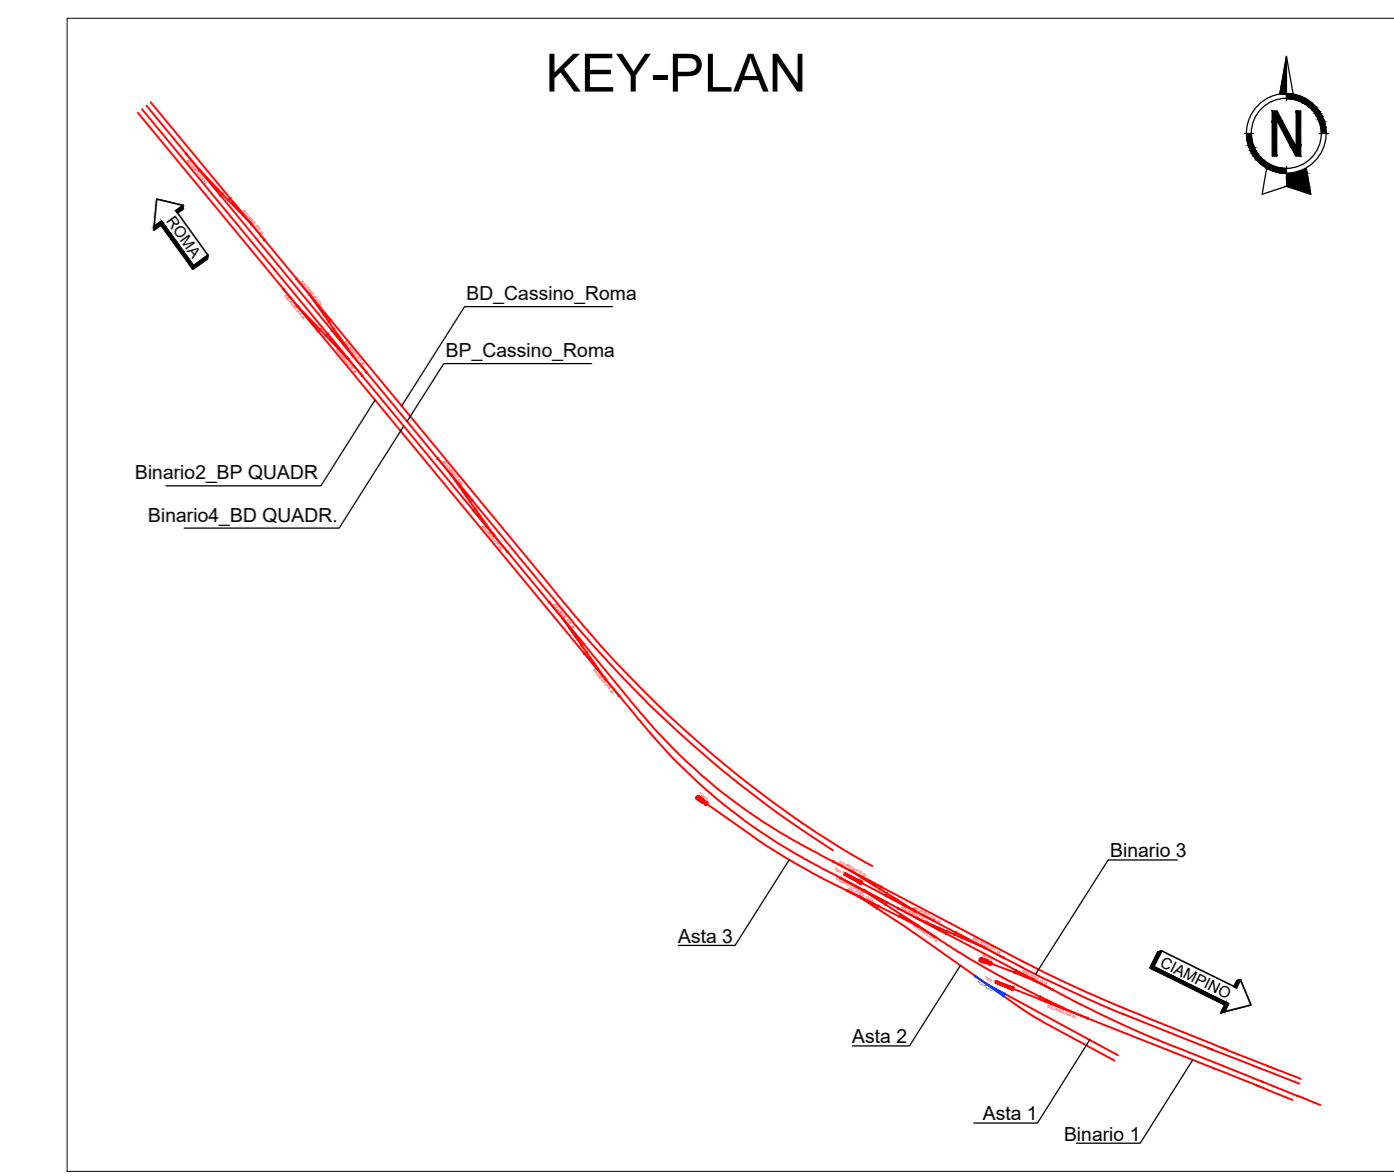 KEY-PLAN
N
ROMA
BD_Cassino_Roma
BP_Cassino_Roma
Binario2_BP QUADR
Binario4_BD QUADR.
Binario 3
Asta 3
CIAMPINO
Asta 2
Asta 1
Binario 1